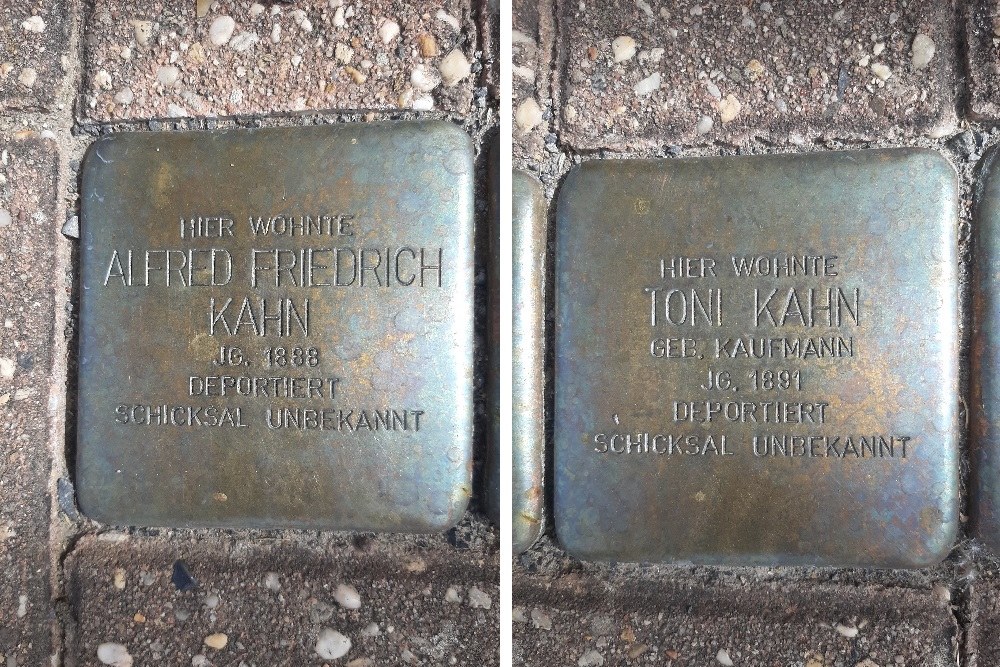 HIER WOHNTE
ALFRED FRIEDRICH
KAHN
JG. 1888
DEPORTIERT
SCHICKSAL UNBEKANNT
HIER WOHNTE
TONI KAHN
GEB. KAUFMANN
JG. 1891
DEPORTIERT
SCHICKSAL UNBEKANNT